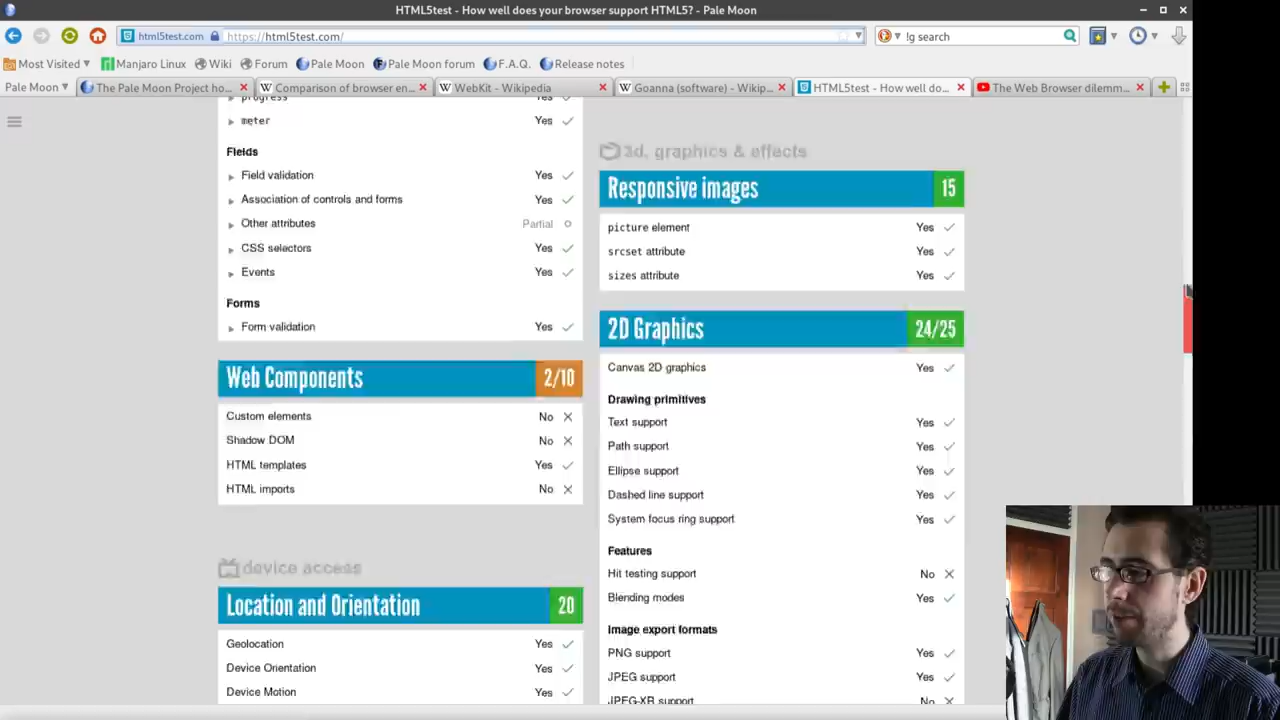 HTML5test - How well does your browser support HTML5? - Pale Moon
html5test.com https://html5test.com/ !g search
Most Visited Manjaro Linux Wiki Forum Pale Moon Pale Moon forum F.A.Q. Release notes
Pale Moon The Pale Moon Project ho... Comparison of browser en... WebKit - Wikipedia Goanna (software) - Wikip... HTML5test - How well do... The Web Browser dilemm...
progress Yes
meter Yes
Fields
Field validation Yes
Association of controls and forms Yes
Other attributes Partial
CSS selectors Yes
Events Yes
Forms
Form validation Yes
Web Components 2/10
Custom elements No
Shadow DOM No
HTML templates Yes
HTML imports No
device access
Location and Orientation 20
Geolocation Yes
Device Orientation Yes
Device Motion Yes
3d, graphics & effects
Responsive images 15
picture element Yes
srcset attribute Yes
sizes attribute Yes
2D Graphics 24/25
Canvas 2D graphics Yes
Drawing primitives
Text support Yes
Path support Yes
Ellipse support Yes
Dashed line support Yes
System focus ring support Yes
Features
Hit testing support No
Blending modes Yes
Image export formats
PNG support Yes
JPEG support Yes
JPEG-XR support No